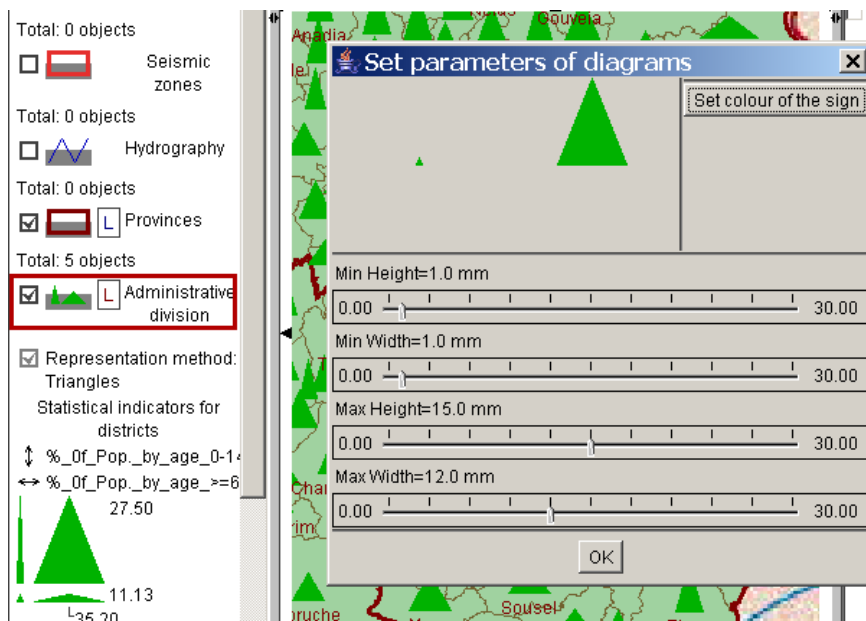 Total: 0 objects
Seismic
zones
Total: 0 objects
Hydrography
Total: 0 objects
L Provinces
Total: 5 objects
L Administrative
division
Representation method:
Triangles
Statistical indicators for
districts
%_0f_Pop._by_age_0-14
%_0f_Pop._by_age_>=6
27.50
11.13
35.20
Gouveia
Anadia
Set parameters of diagrams
Set colour of the sign
Min Height=1.0 mm
0.00 30.00
Min Width=1.0 mm
0.00 30.00
Max Height=15.0 mm
0.00 30.00
Max Width=12.0 mm
0.00 30.00
OK
Sousel